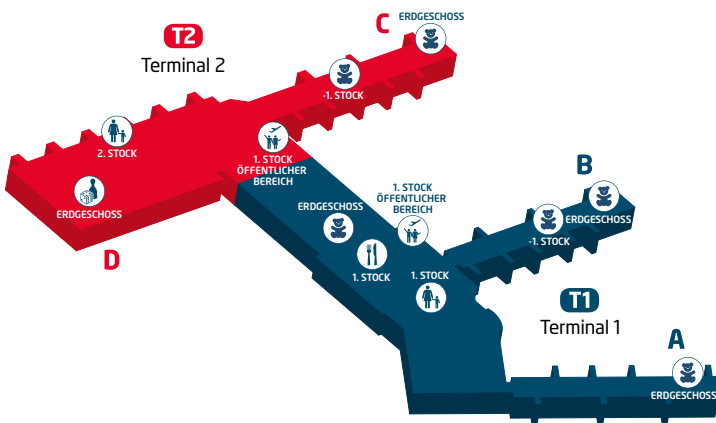 T2
Terminal 2
C
ERDGESCHOSS
-1. STOCK
2. STOCK
1. STOCK
ÖFFENTLICHER
BEREICH
ERDGESCHOSS
D
1. STOCK
ÖFFENTLICHER
BEREICH
ERDGESCHOSS
1. STOCK
1. STOCK
B
ERDGESCHOSS
-1. STOCK
T1
Terminal 1
A
ERDGESCHOSS